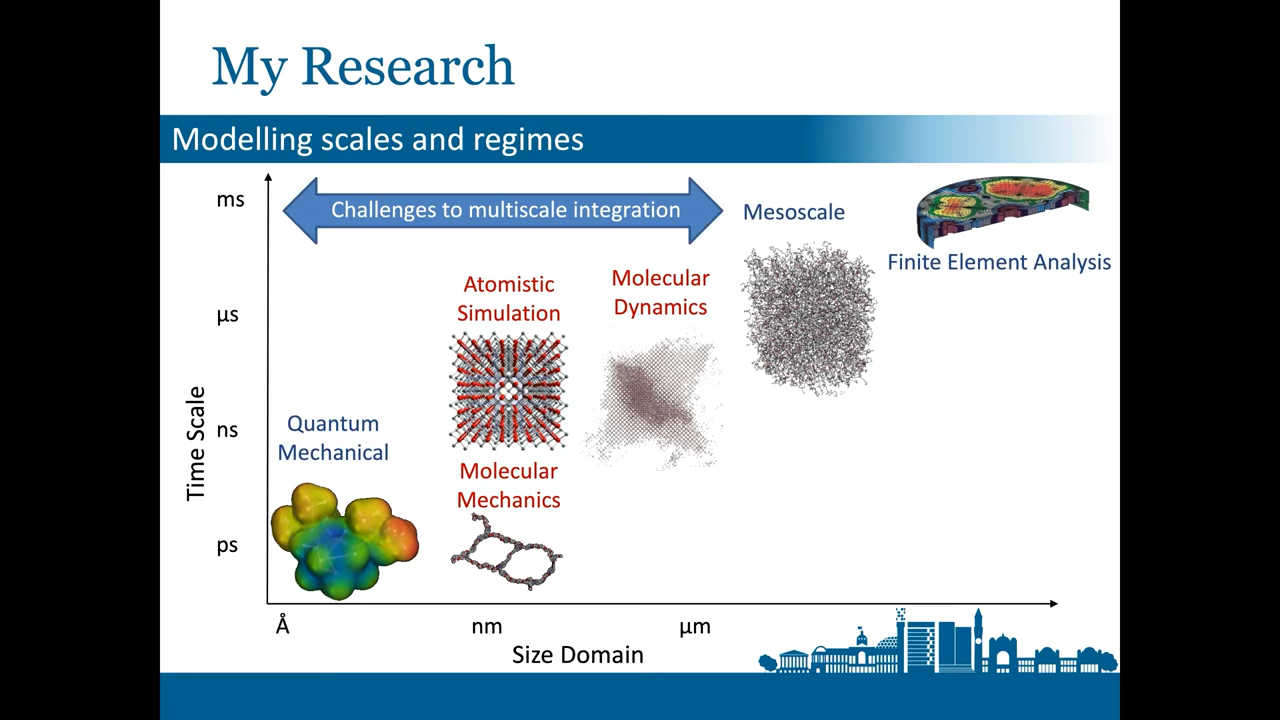 My Research
Modelling scales and regimes
ms
Challenges to multiscale integration
Mesoscale
Finite Element Analysis
Atomistic
Simulation
Molecular
Dynamics
µs
Time Scale
ns
Quantum
Mechanical
Molecular
Mechanics
ps
Å
nm
µm
Size Domain